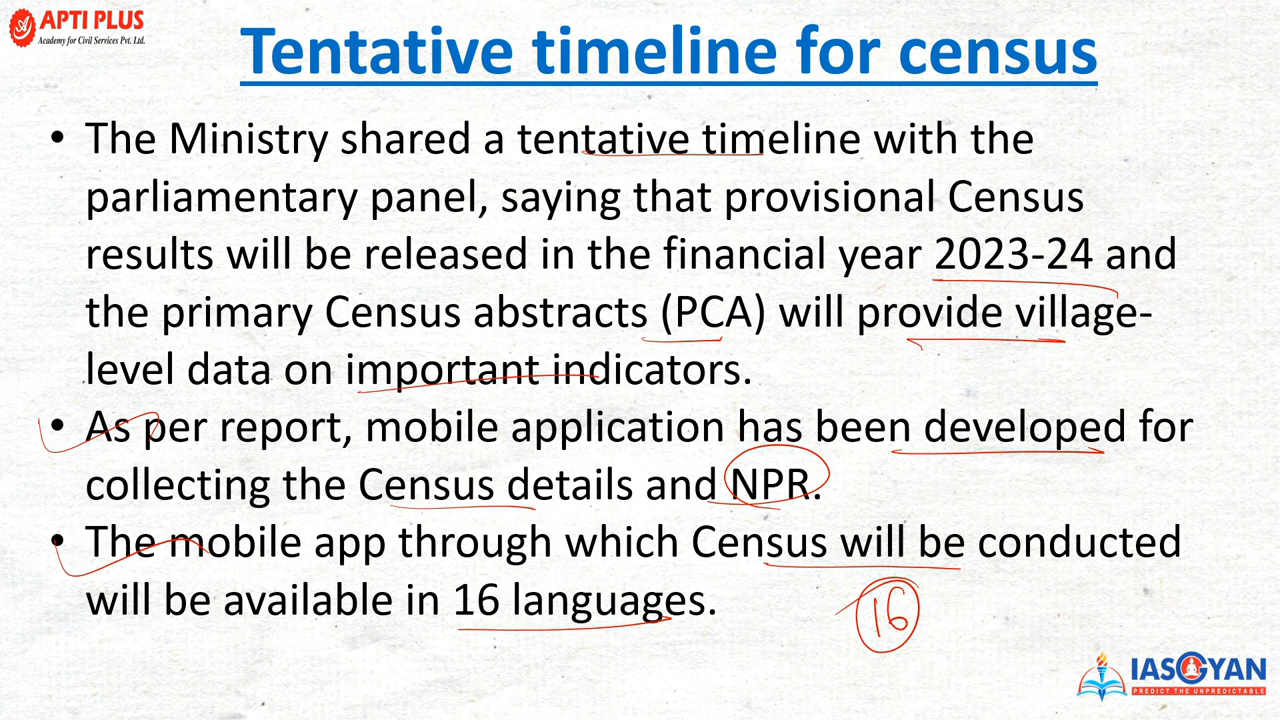 APTI PLUS
Academy for Civil Services Pvt. Ltd.
Tentative timeline for census
• The Ministry shared a tentative timeline with the
parliamentary panel, saying that provisional Census
results will be released in the financial year 2023-24 and
the primary Census abstracts (PCA) will provide village-
level data on important indicators.
• As per report, mobile application has been developed for
collecting the Census details and NPR.
• The mobile app through which Census will be conducted
will be available in 16 languages.
16
IASGYAN
PREDICT THE UNPREDICTABLE